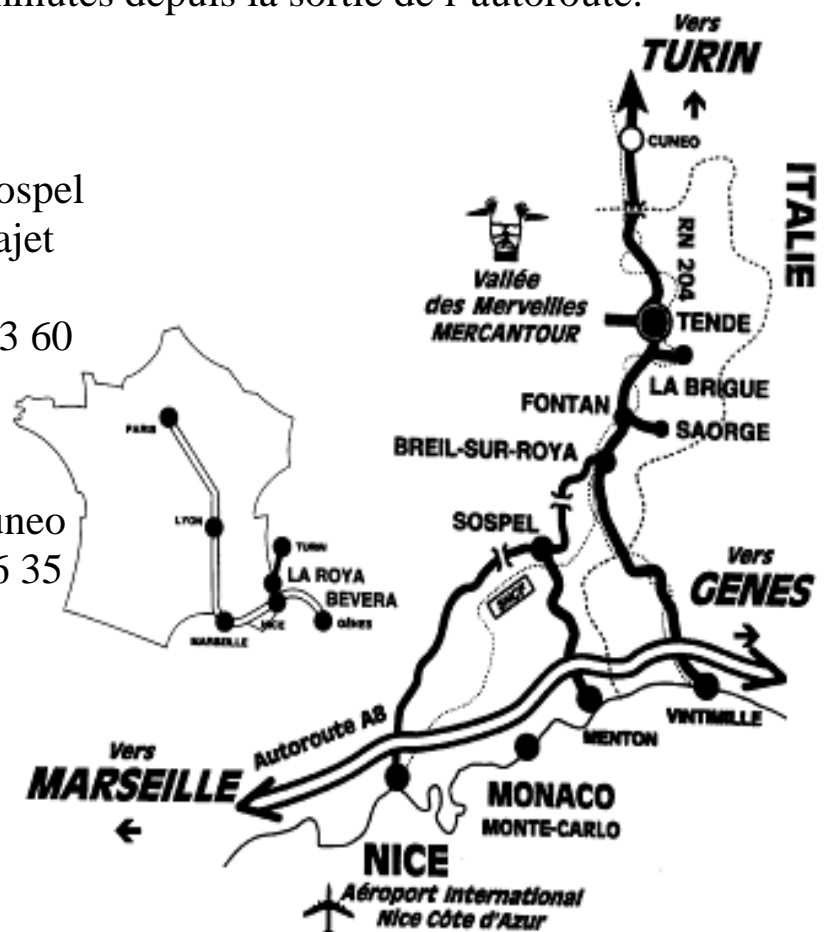 minutes depuis la sortie de l'autoroute.
Vers
TURIN
CUNEO
ospel
ajet
ITALIE
RN 204
Vallée
des Merveilles
MERCANTOUR
TENDE
3 60
LA BRIGUE
FONTAN
SAORGE
PARIS
BREIL-SUR-ROYA
LYON
SOSPEL
uneo
6 35
TURIN
LA ROYA
BEVERA
NICE
GÊNES
MARSEILLE
SNCF
Vers
GENES
VINTIMILLE
MENTON
Autoroute A8
Vers
MARSEILLE
MONACO
MONTE-CARLO
NICE
Aéroport International
Nice Côte d'Azur